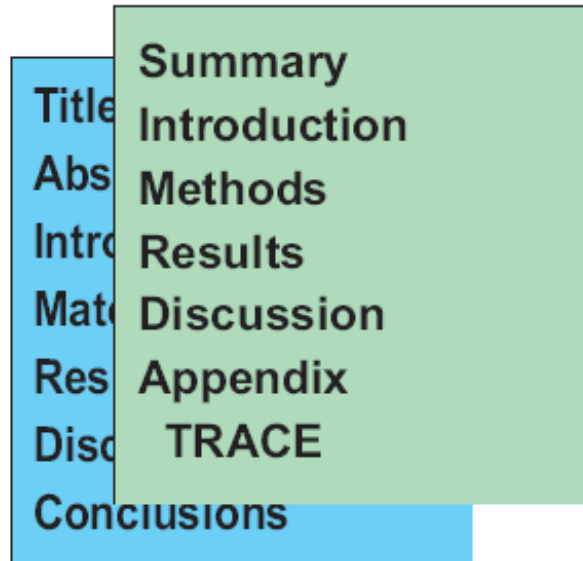 Summary
Introduction
Methods
Results
Discussion
Appendix
TRACE
Title
Abs
Intro
Mate
Res
Disc
Conclusions